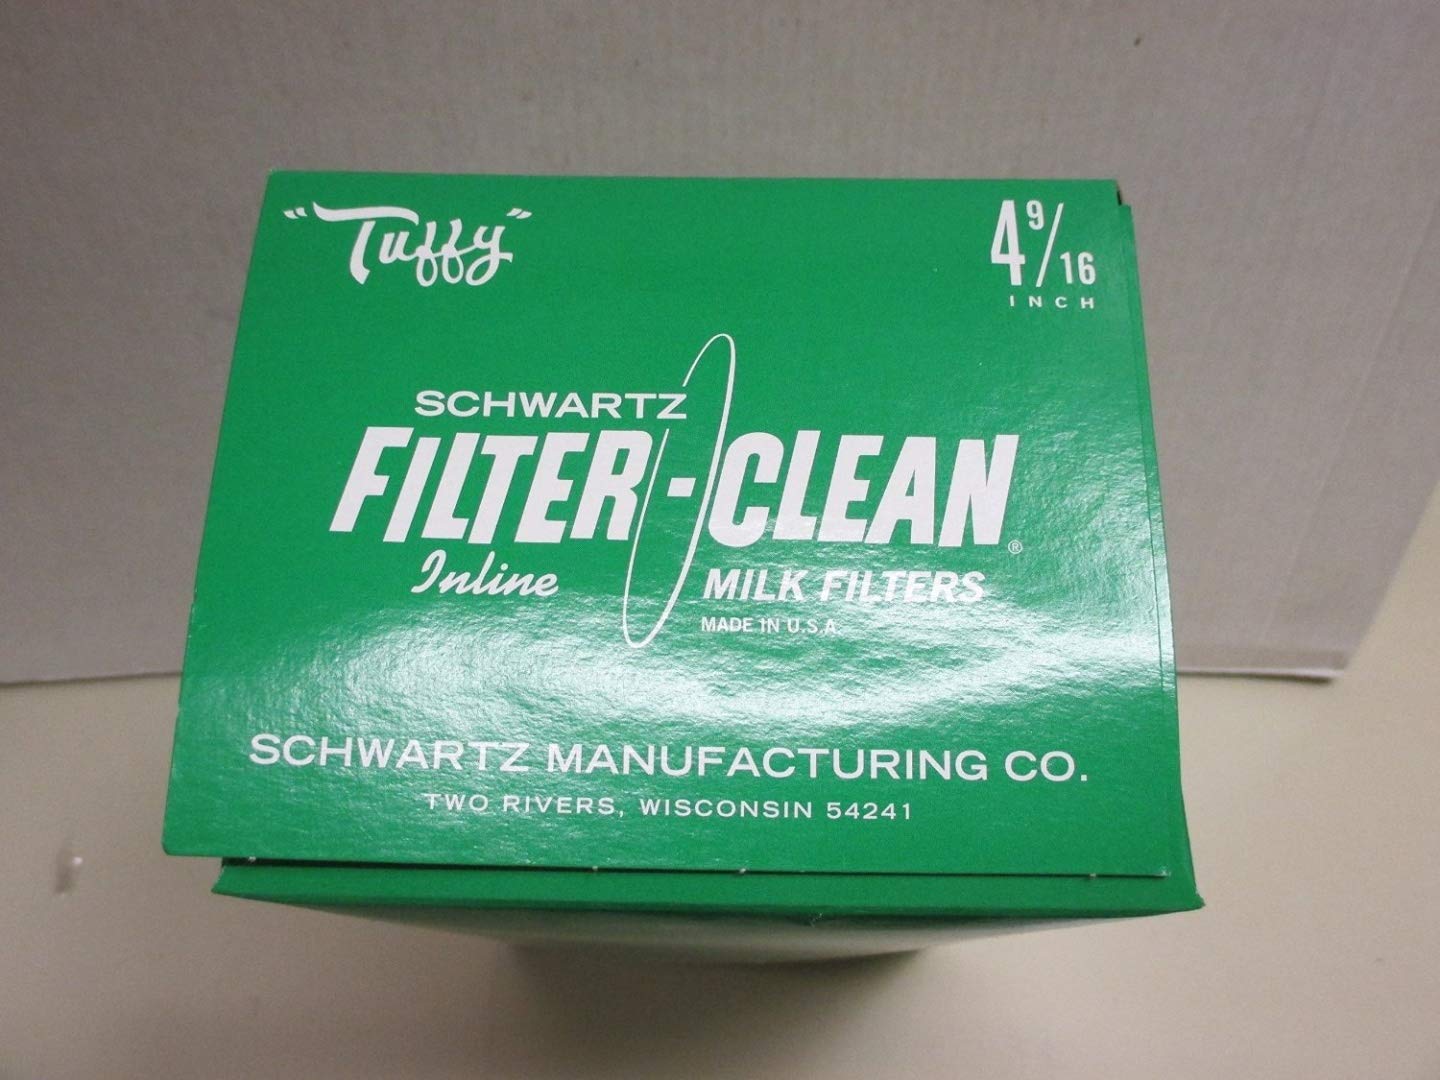 "Tuffy"
4 9/16
INCH
SCHWARTZ
FILTER-CLEAN®
Inline MILK FILTERS
MADE IN U.S.A.
SCHWARTZ MANUFACTURING CO.
TWO RIVERS, WISCONSIN 54241